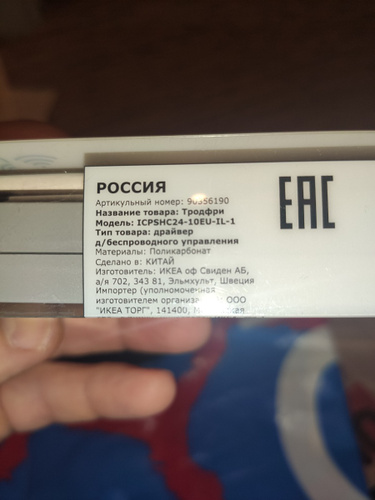 РОССИЯ
Артикульный номер: 90356190
Название товара: Тродфри
Модель: ICPSHC24-10EU-IL-1
Тип товара: драйвер
д/беспроводного управления
Материалы: Поликарбонат
Сделано в: КИТАЙ
Изготовитель: ИКЕА оф Свиден АБ,
а/я 702, 343 81, Эльмхульт, Швеция
Импортер (уполномоченная
изготовителем ООО
"ИКЕА ТОРГ", 141400,
EAC